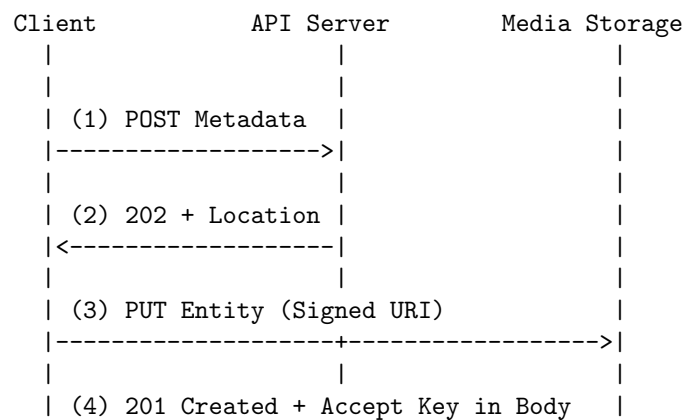 Client API Server Media Storage
(1) POST Metadata
(2) 202 + Location
(3) PUT Entity (Signed URI)
(4) 201 Created + Accept Key in Body